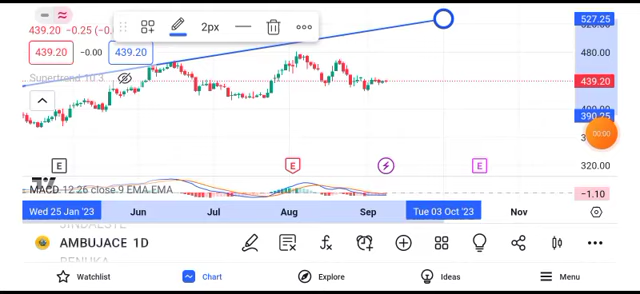 439.20 -0.25 (-0.
2px
439.20 -0.00 439.20
Supertrend 10 3
527.25
480.00
439.20
400.00
390.25
00:00
320.00
E E E
MACD 12 26 close 9 EMA EMA
-1.10
Wed 25 Jan '23 Jun Jul Aug Sep Tue 03 Oct '23 Nov
JINDALSTE
AMBUJACE 1D
RENUKA
Watchlist Chart Explore Ideas Menu